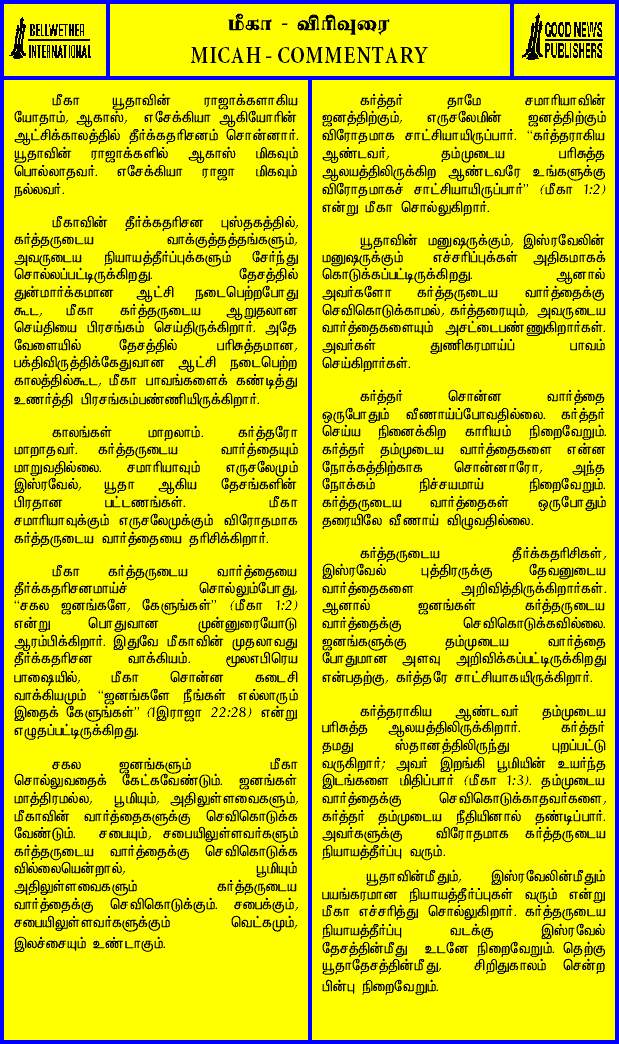 BELLWETHER
INTERNATIONAL
மீகா - விரிவுரை
MICAH - COMMENTARY
GOOD NEWS
PUBLISHERS
மீகா யூதாவின் ராஜாக்களாகிய
யோதாம், ஆகாஸ், எசேக்கியா ஆகியோரின்
ஆட்சிக்காலத்தில் தீர்க்கதரிசனம் சொன்னார்.
யூதாவின் ராஜாக்களில் ஆகாஸ் மிகவும்
பொல்லாதவர். எசேக்கியா ராஜா மிகவும்
நல்லவர்.
மீகாவின் தீர்க்கதரிசன புஸ்தகத்தில்,
கர்த்தருடைய வாக்குத்தத்தங்களும்,
அவருடைய நியாயத்தீர்ப்புக்களும் சேர்ந்து
சொல்லப்பட்டிருக்கிறது. தேசத்தில்
துன்மார்க்கமான ஆட்சி நடைபெற்றபோது
கூட, மீகா கர்த்தருடைய ஆறுதலான
செய்தியை பிரசங்கம் செய்திருக்கிறார். அதே
வேளையில் தேசத்தில் பரிசுத்தமான,
பக்திவிருத்திக்கேதுவான ஆட்சி நடைபெற்ற
காலத்தில்கூட, மீகா பாவங்களைக் கண்டித்து
உணர்த்தி பிரசங்கம்பண்ணியிருக்கிறார்.
காலங்கள் மாறலாம். கர்த்தரோ
மாறாதவர். கர்த்தருடைய வார்த்தையும்
மாறுவதில்லை. சமாரியாவும் எருசலேமும்
இஸ்ரவேல், யூதா ஆகிய தேசங்களின்
பிரதான பட்டணங்கள். மீகா
சமாரியாவுக்கும் எருசலேமுக்கும் விரோதமாக
கர்த்தருடைய வார்த்தையை தரிசிக்கிறார்.
மீகா கர்த்தருடைய வார்த்தையை
தீர்க்கதரிசனமாய்ச் சொல்லும்போது,
“சகல ஜனங்களே, கேளுங்கள்” (மீகா 1:2)
என்று பொதுவான முன்னுரையோடு
ஆரம்பிக்கிறார். இதுவே மீகாவின் முதலாவது
தீர்க்கதரிசன வாக்கியம். மூலஎபிரெய
பாஷையில், மீகா சொன்ன கடைசி
வாக்கியமும் “ஜனங்களே நீங்கள் எல்லாரும்
இதைக் கேளுங்கள்” (1இராஜா 22:28) என்று
எழுதப்பட்டிருக்கிறது.
சகல ஜனங்களும் மீகா
சொல்லுவதைக் கேட்கவேண்டும். ஜனங்கள்
மாத்திரமல்ல, பூமியும், அதிலுள்ளவைகளும்,
மீகாவின் வார்த்தைகளுக்கு செவிகொடுக்க
வேண்டும். சபையும், சபையிலுள்ளவர்களும்
கர்த்தருடைய வார்த்தைக்கு செவிகொடுக்க
வில்லையென்றால், பூமியும்
அதிலுள்ளவைகளும் கர்த்தருடைய
வார்த்தைக்கு செவிகொடுக்கும். சபைக்கும்,
சபையிலுள்ளவர்களுக்கும் வெட்கமும்,
இலச்சையும் உண்டாகும்.
கர்த்தர் தாமே சமாரியாவின்
ஜனத்திற்கும், எருசலேமின் ஜனத்திற்கும்
விரோதமாக சாட்சியாயிருப்பார். “கர்த்தராகிய
ஆண்டவர், தம்முடைய பரிசுத்த
ஆலயத்திலிருக்கிற ஆண்டவரே உங்களுக்கு
விரோதமாகச் சாட்சியாயிருப்பார்” (மீகா 1:2)
என்று மீகா சொல்லுகிறார்.
யூதாவின் மனுஷருக்கும், இஸ்ரவேலின்
மனுஷருக்கும் எச்சரிப்புக்கள் அதிகமாகக்
கொடுக்கப்பட்டிருக்கிறது. ஆனால்
அவர்களோ கர்த்தருடைய வார்த்தைக்கு
செவிகொடுக்காமல், கர்த்தரையும், அவருடைய
வார்த்தைகளையும் அசட்டைபண்ணுகிறார்கள்.
அவர்கள் துணிகரமாய்ப் பாவம்
செய்கிறார்கள்.
கர்த்தர் சொன்ன வார்த்தை
ஒருபோதும் வீணாய்ப்போவதில்லை. கர்த்தர்
செய்ய நினைக்கிற காரியம் நிறைவேறும்.
கர்த்தர் தம்முடைய வார்த்தைகளை என்ன
நோக்கத்திற்காக சொன்னாரோ, அந்த
நோக்கம் நிச்சயமாய் நிறைவேறும்.
கர்த்தருடைய வார்த்தைகள் ஒருபோதும்
தரையிலே வீணாய் விழுவதில்லை.
கர்த்தருடைய தீர்க்கதரிசிகள்,
இஸ்ரவேல் புத்திரருக்கு தேவனுடைய
வார்த்தைகளை அறிவித்திருக்கிறார்கள்.
ஆனால் ஜனங்கள் கர்த்தருடைய
வார்த்தைக்கு செவிகொடுக்கவில்லை.
ஜனங்களுக்கு தம்முடைய வார்த்தை
போதுமான அளவு அறிவிக்கப்பட்டிருக்கிறது
என்பதற்கு, கர்த்தரே சாட்சியாகயிருக்கிறார்.
கர்த்தராகிய ஆண்டவர் தம்முடைய
பரிசுத்த ஆலயத்திலிருக்கிறார். கர்த்தர்
தமது ஸ்தானத்திலிருந்து புறப்பட்டு
வருகிறார்; அவர் இறங்கி பூமியின் உயர்ந்த
இடங்களை மிதிப்பார் (மீகா 1:3). தம்முடைய
வார்த்தைக்கு செவிகொடுக்காதவர்களை,
கர்த்தர் தம்முடைய நீதியினால் தண்டிப்பார்.
அவர்களுக்கு விரோதமாக கர்த்தருடைய
நியாயத்தீர்ப்பு வரும்.
யூதாவின்மீதும், இஸ்ரவேலின்மீதும்
பயங்கரமான நியாயத்தீர்ப்புகள் வரும் என்று
மீகா எச்சரித்து சொல்லுகிறார். கர்த்தருடைய
நியாயத்தீர்ப்பு வடக்கு இஸ்ரவேல்
தேசத்தின்மீது உடனே நிறைவேறும். தெற்கு
யூதாதேசத்தின்மீது, சிறிதுகாலம் சென்ற
பின்பு நிறைவேறும்.